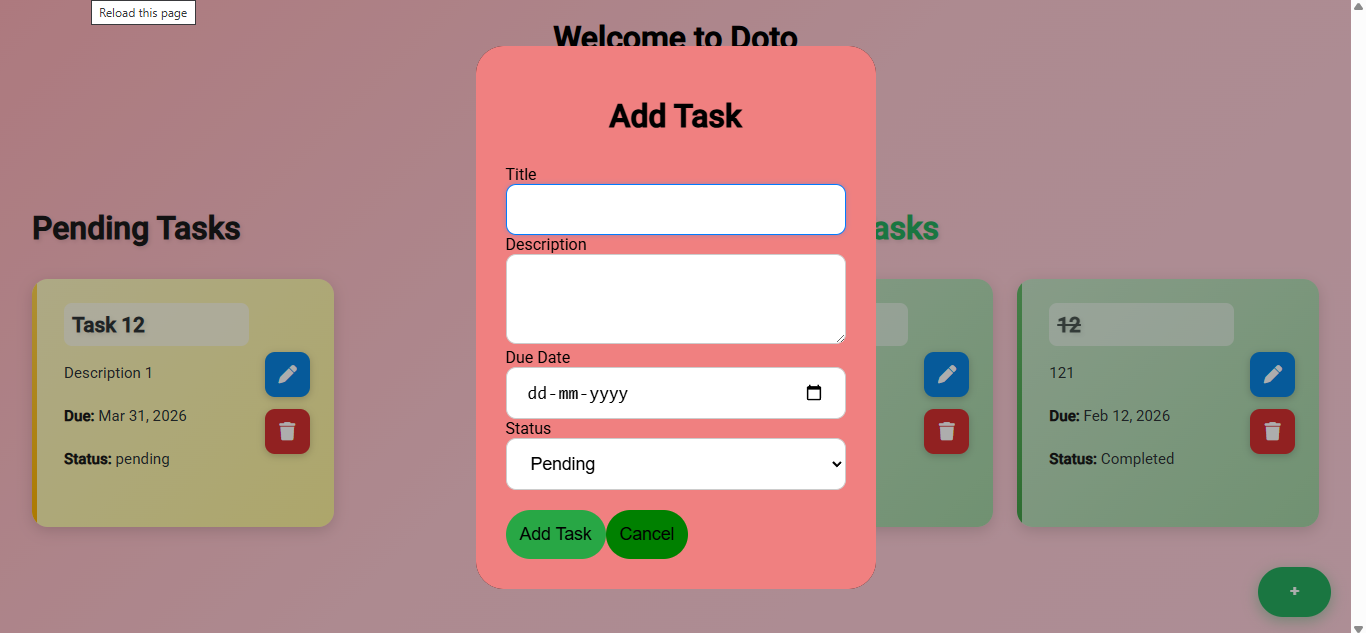 Reload this page
Welcome to Doto
Add Task
Title
Description
Due Date
dd-mm-yyyy
Status
Pending
Add Task
Cancel
Pending Tasks
Task 12
Description 1
Due: Mar 31, 2026
Status: pending
asks
12
121
Due: Feb 12, 2026
Status: Completed
+